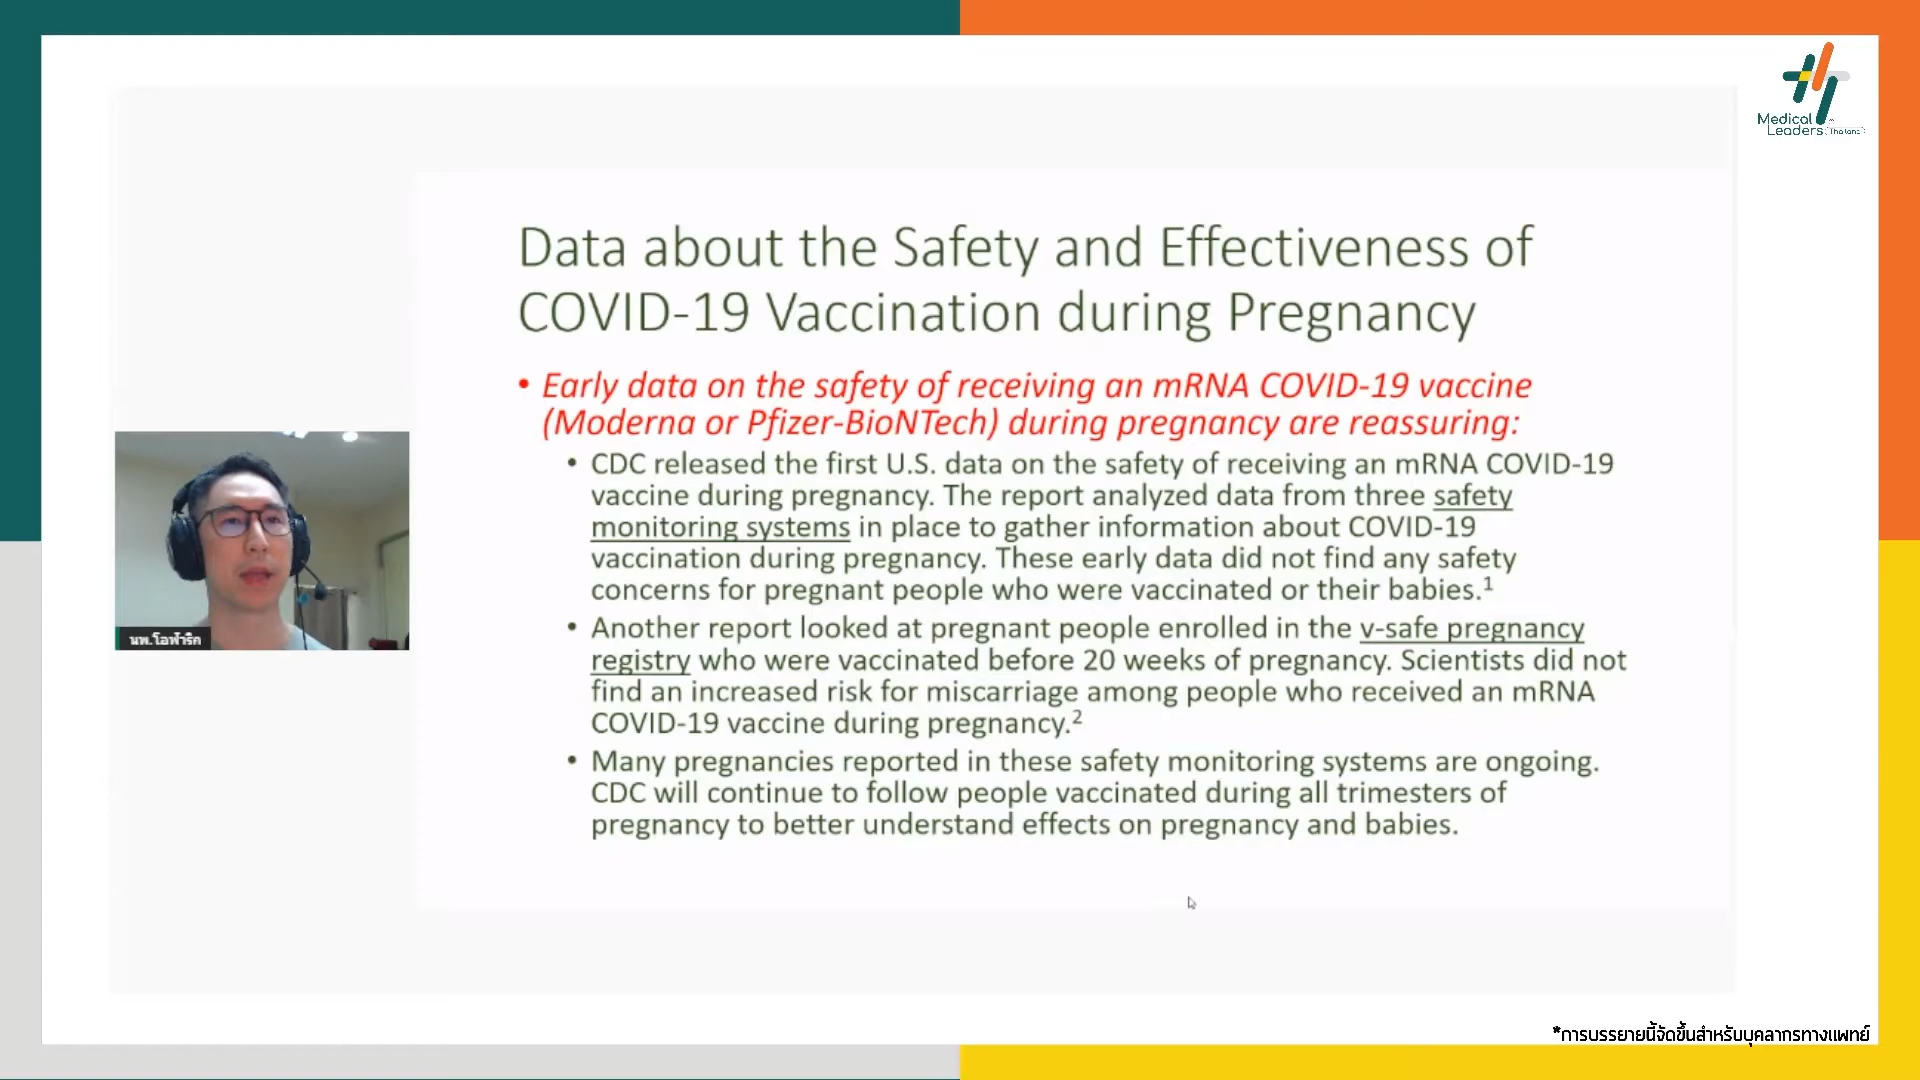 Medical
Leaders (Thailand)
Data about the Safety and Effectiveness of
COVID-19 Vaccination during Pregnancy
• Early data on the safety of receiving an mRNA COVID-19 vaccine
(Moderna or Pfizer-BioNTech) during pregnancy are reassuring:
• CDC released the first U.S. data on the safety of receiving an mRNA COVID-19
vaccine during pregnancy. The report analyzed data from three safety
monitoring systems in place to gather information about COVID-19
vaccination during pregnancy. These early data did not find any safety
concerns for pregnant people who were vaccinated or their babies.¹
• Another report looked at pregnant people enrolled in the v-safe pregnancy
registry who were vaccinated before 20 weeks of pregnancy. Scientists did not
find an increased risk for miscarriage among people who received an mRNA
COVID-19 vaccine during pregnancy.²
• Many pregnancies reported in these safety monitoring systems are ongoing.
CDC will continue to follow people vaccinated during all trimesters of
pregnancy to better understand effects on pregnancy and babies.
นพ.โอฬาริค
*การบรรยายนี้จัดขึ้นสำหรับบุคลากรทางแพทย์